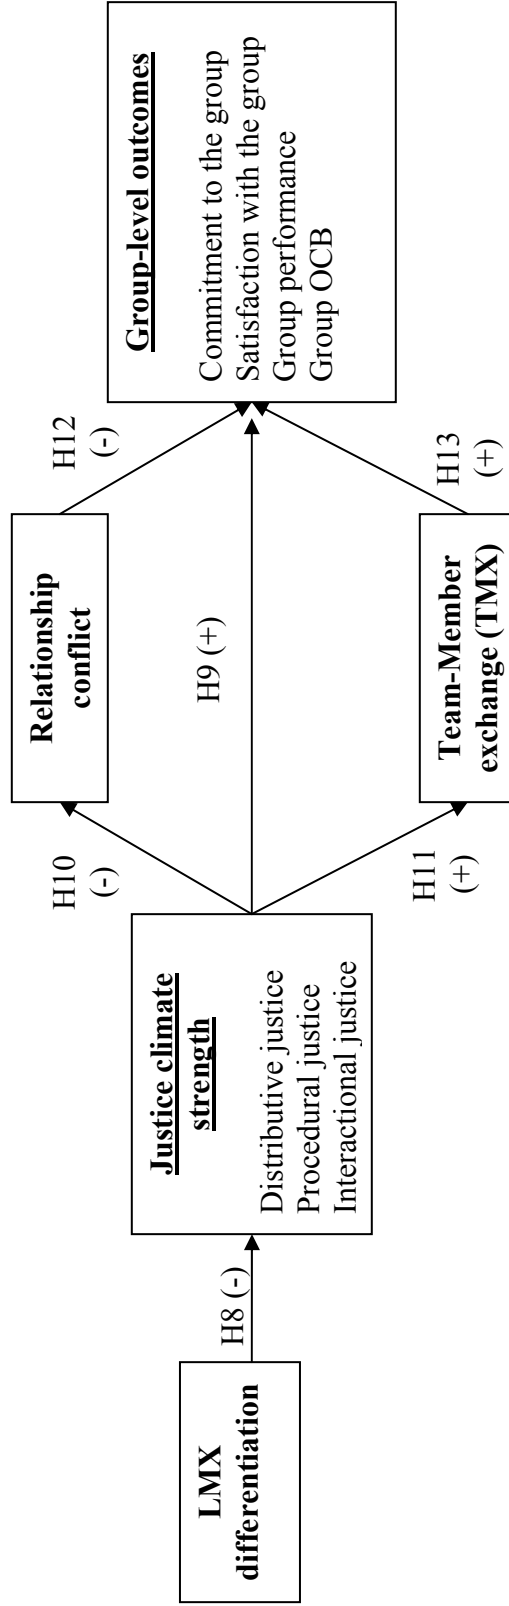 LMX
differentiation
H8 (-)
Justice climate
strength
Distributive justice
Procedural justice
Interactional justice
H10
(-)
H11
(+)
Relationship
conflict
H9 (+)
Team-Member
exchange (TMX)
H12
(-)
H13
(+)
Group-level outcomes
Commitment to the group
Satisfaction with the group
Group performance
Group OCB